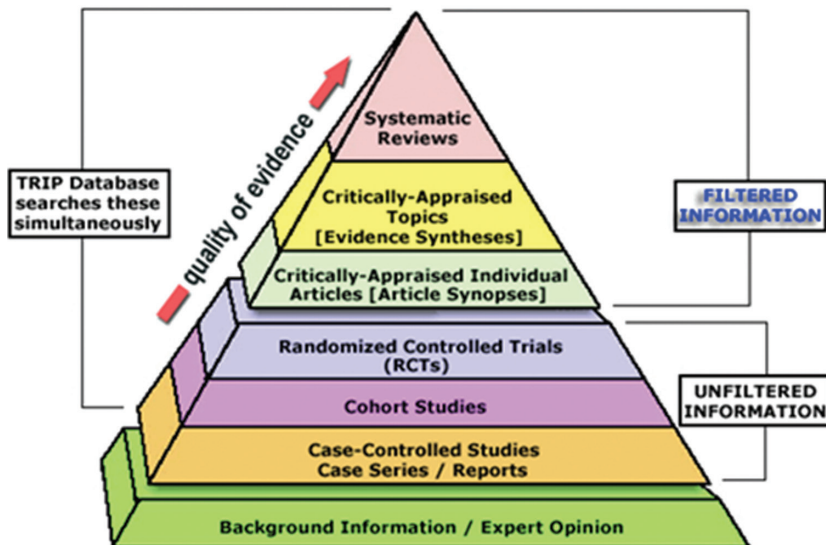 Systematic
Reviews
TRIP Database
searches these
simultaneously
quality of evidence
Critically-Appraised
Topics
[Evidence Syntheses]
FILTERED
INFORMATION
Critically-Appraised Individual
Articles [Article Synopses]
Randomized Controlled Trials
(RCTs)
UNFILTERED
INFORMATION
Cohort Studies
Case-Controlled Studies
Case Series / Reports
Background Information / Expert Opinion